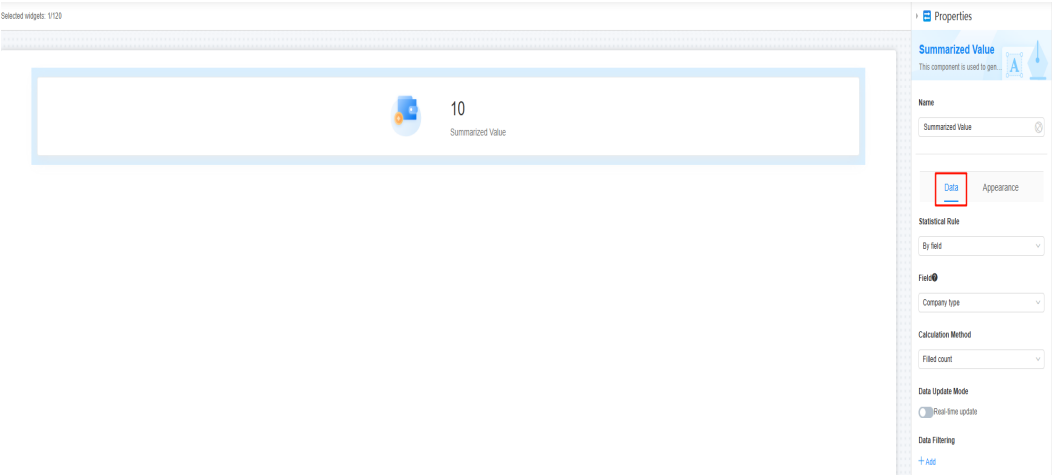 Selected widgets: 1/120
Properties
Summarized Value
This component is used to gen...
A
Name
Summarized Value
10
Summarized Value
Data Appearance
Statistical Rule
By field
Field
Company type
Calculation Method
Filled count
Data Update Mode
Real-time update
Data Filtering
+ Add